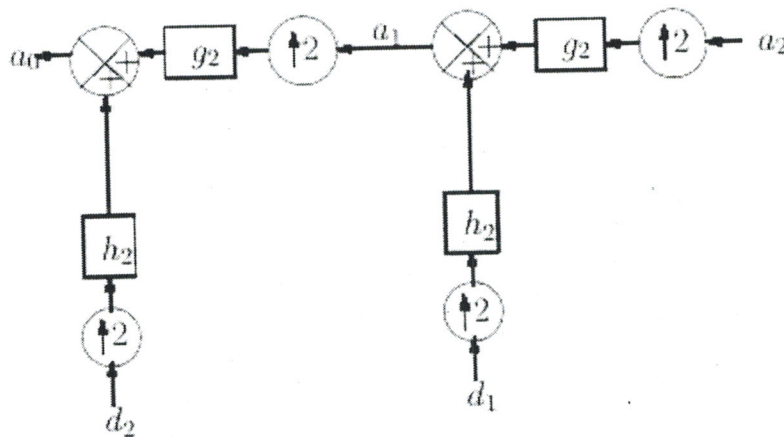 a₀ + ± g₂ ↑2 a₁ + ± g₂ ↑2 a₂
h₂ h₂
↑2 ↑2
d₂ d₁